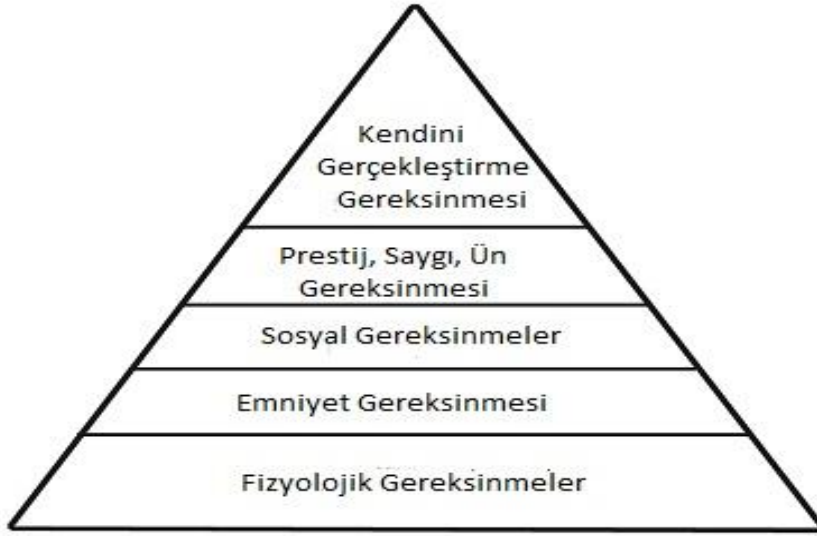 Kendini
Gerçekleştirme
Gereksinmesi
Prestij, Saygı, Ün
Gereksinmesi
Sosyal Gereksinmeler
Emniyet Gereksinmesi
Fizyolojik Gereksinmeler